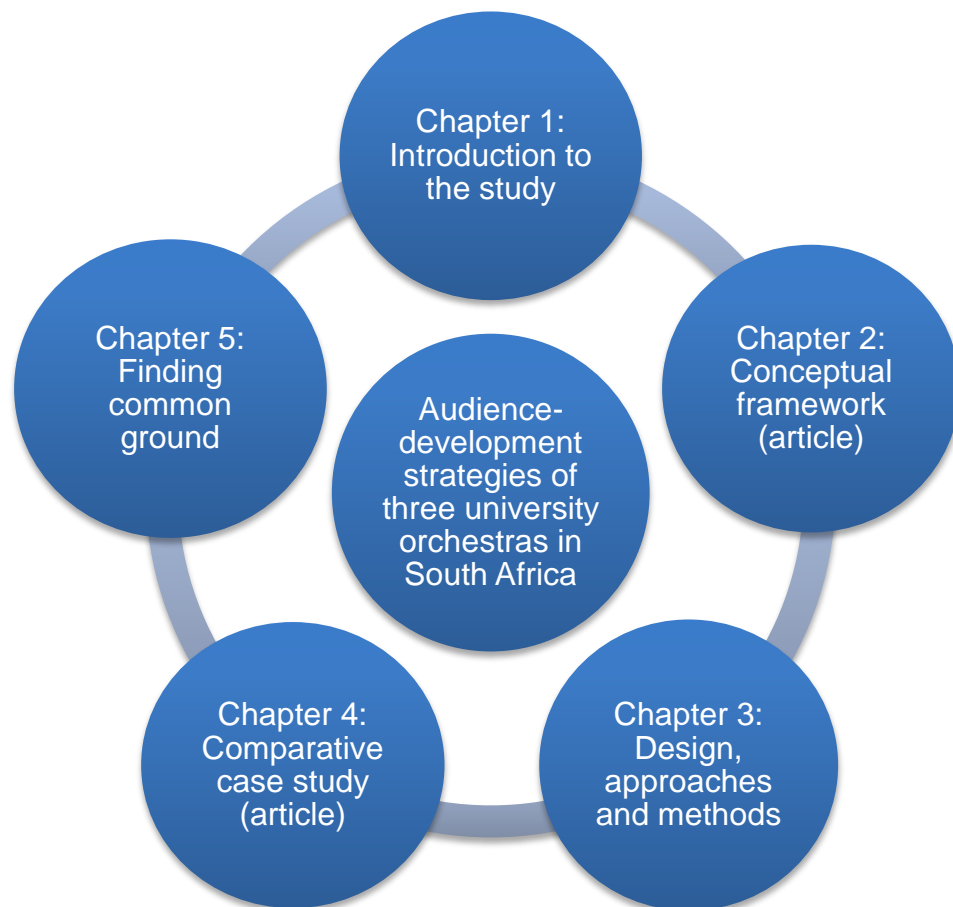 Chapter 1:
Introduction to
the study
Chapter 2:
Conceptual
framework
(article)
Chapter 3:
Design,
approaches
and methods
Chapter 4:
Comparative
case study
(article)
Chapter 5:
Finding
common
ground
Audience-
development
strategies of
three university
orchestras in
South Africa